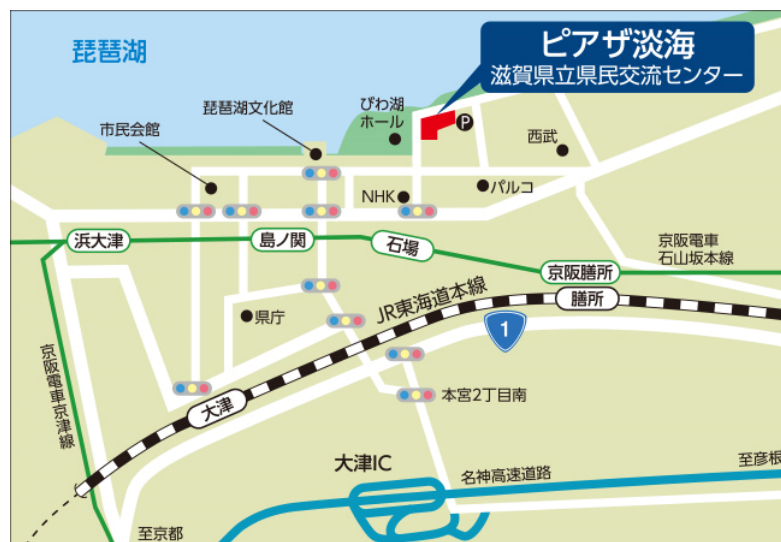 琵琶湖
ピアザ淡海
滋賀県立県民交流センター
びわ湖
ホール
琵琶湖文化館
市民会館
P
西武
NHK
パルコ
浜大津
島ノ関
石場
京阪膳所
京阪電車
石山坂本線
膳所
JR東海道本線
県庁
1
京阪電車京津線
大津
本宮2丁目南
大津IC
名神高速道路
至彦根
至京都